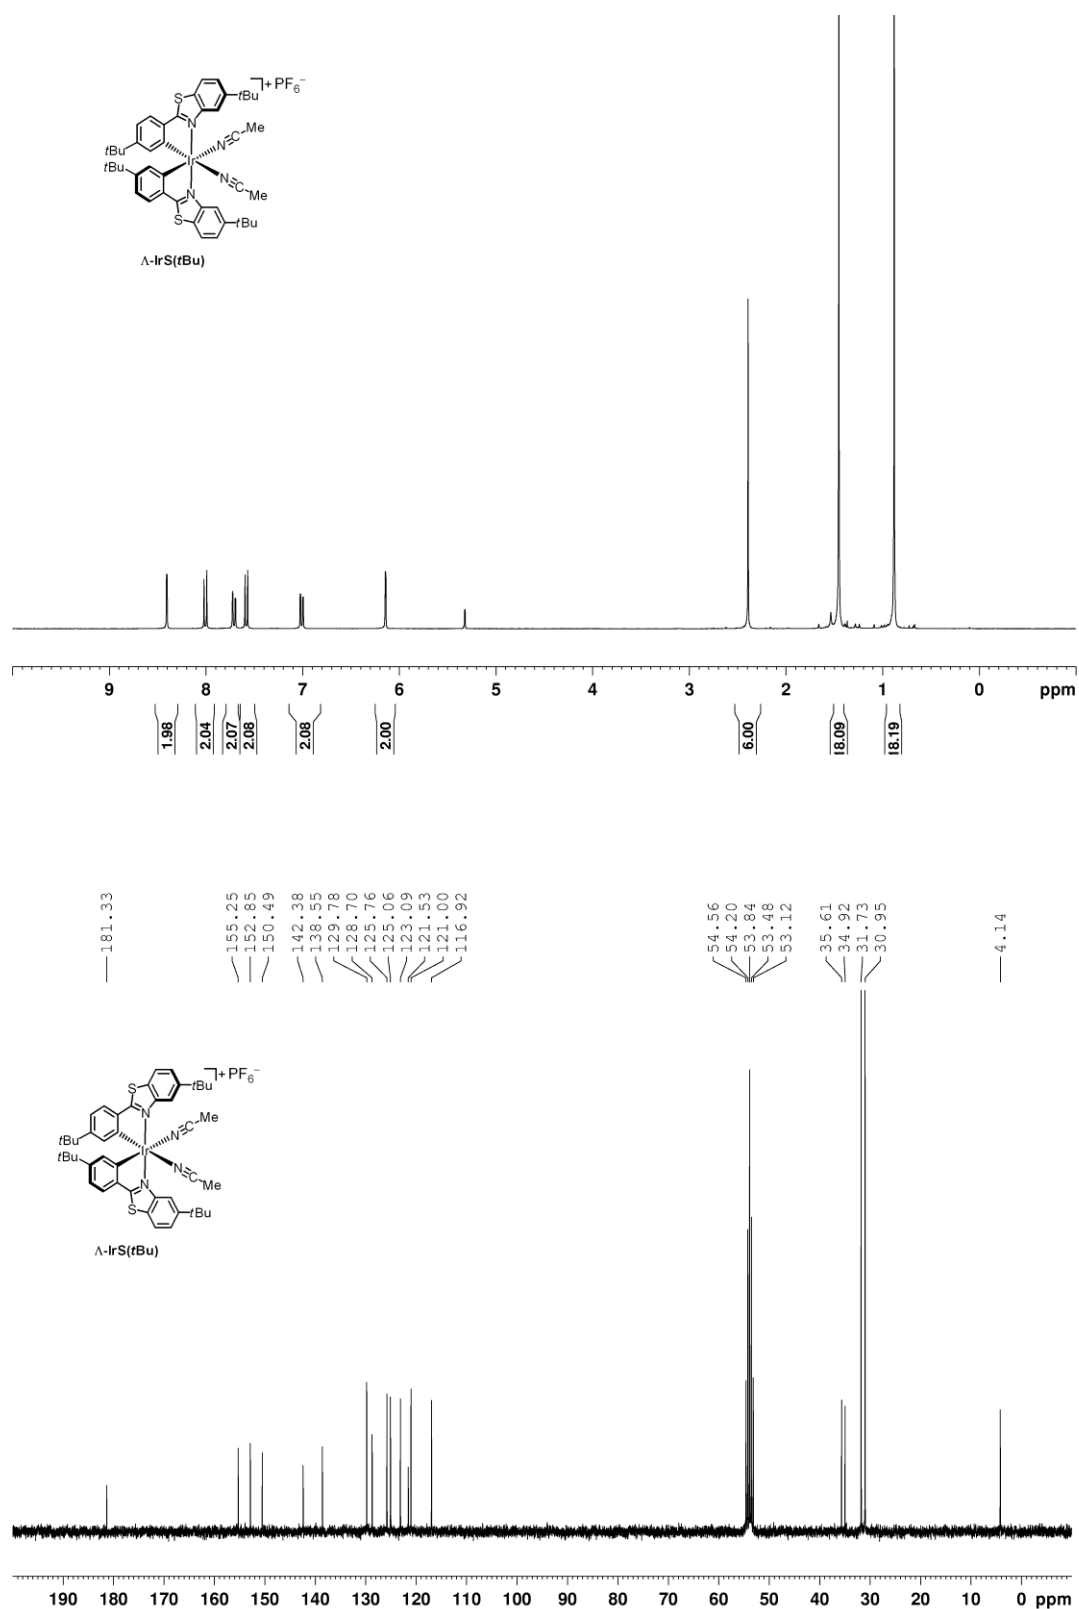 ]+ PF6−
S
tBu
N
N≡C Me
tBu
Ir
tBu
N≡C Me
N
S
tBu
Λ-IrS(tBu)
9 8 7 6 5 4 3 2 1 0 ppm
1.98 2.04 2.07 2.08 2.08 2.00 6.00 18.09 18.19
181.33 155.25 152.85 150.49 142.38 138.55 129.78 128.70 125.76 125.06 123.09 121.53 121.00 116.92 54.56 54.20 53.84 53.48 53.12 35.61 34.92 31.73 30.95 4.14
]+ PF6−
S
tBu
N
N≡C Me
tBu
Ir
tBu
N≡C Me
N
S
tBu
Λ-IrS(tBu)
190 180 170 160 150 140 130 120 110 100 90 80 70 60 50 40 30 20 10 0 ppm